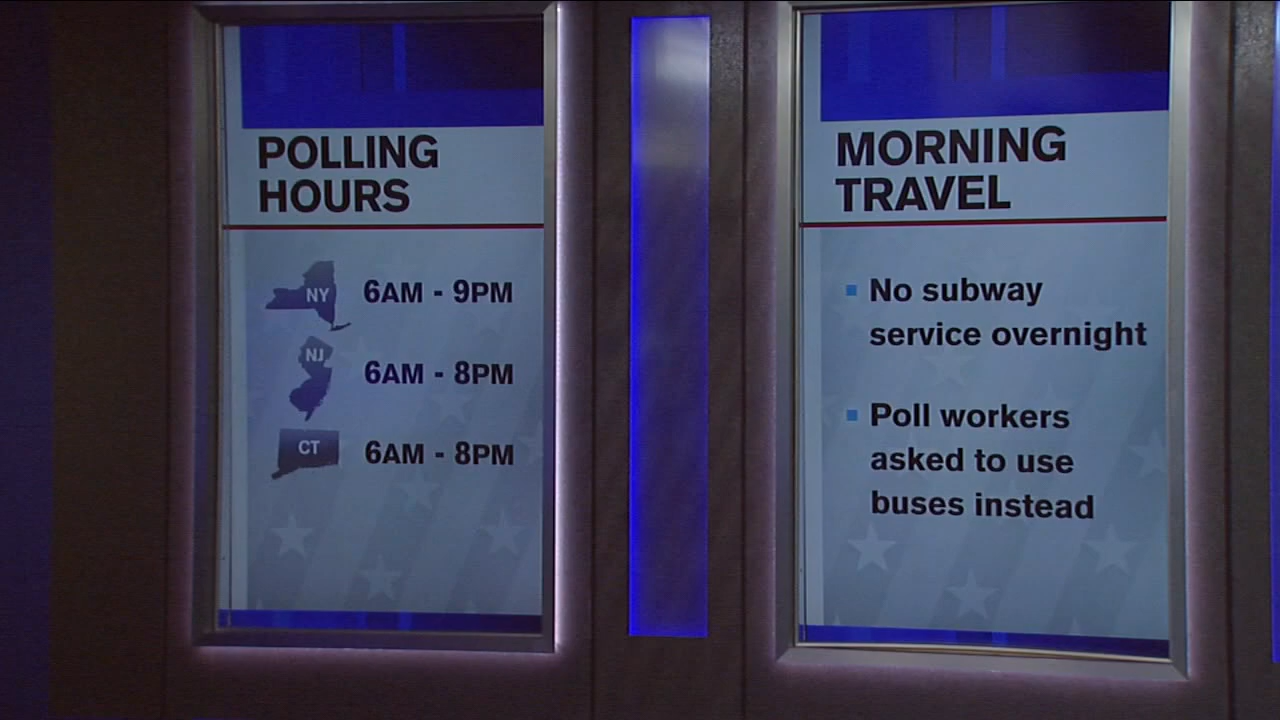 POLLING
HOURS
NY 6AM - 9PM
NJ 6AM - 8PM
CT 6AM - 8PM
MORNING
TRAVEL
No subway
service overnight
Poll workers
asked to use
buses instead